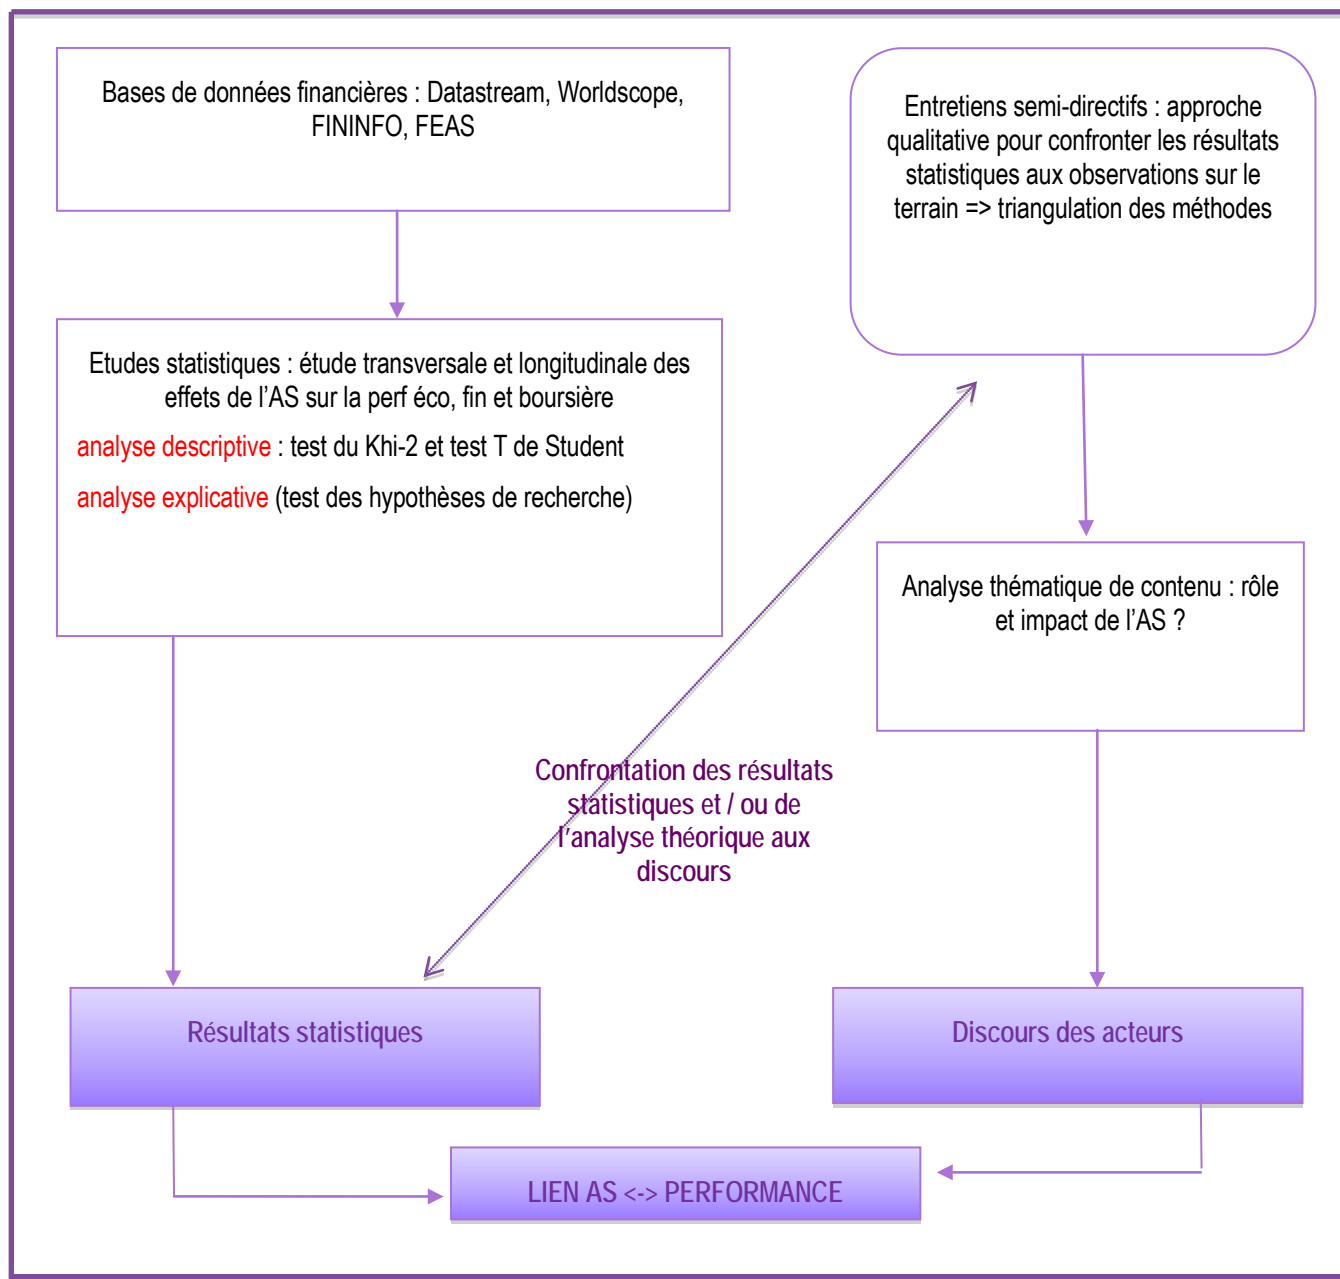 Bases de données financières : Datastream, Worldscope,
FININFO, FEAS
Entretiens semi-directifs : approche
qualitative pour confronter les résultats
statistiques aux observations sur le
terrain => triangulation des méthodes
Etudes statistiques : étude transversale et longitudinale des
effets de l’AS sur la perf éco, fin et boursière
analyse descriptive : test du Khi-2 et test T de Student
analyse explicative (test des hypothèses de recherche)
Analyse thématique de contenu : rôle
et impact de l’AS ?
Confrontation des résultats
statistiques et / ou de
l’analyse théorique aux
discours
Résultats statistiques
Discours des acteurs
LIEN AS <-> PERFORMANCE